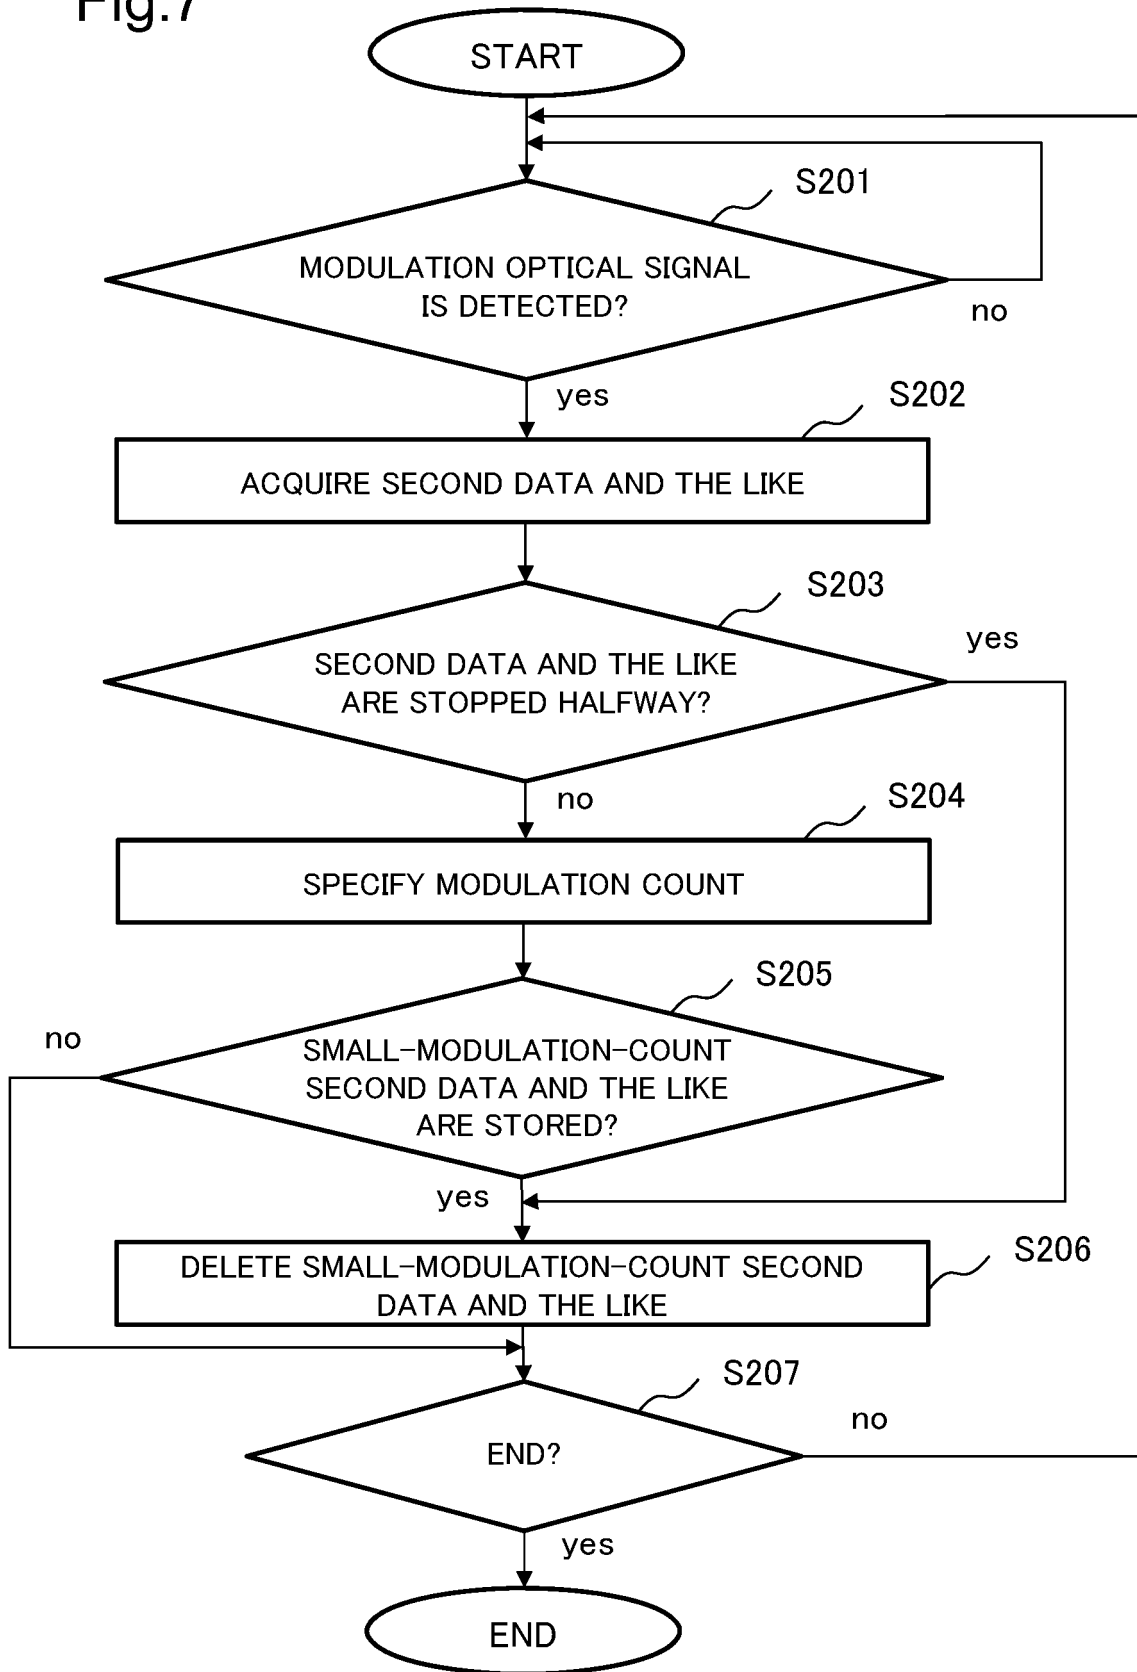 Fig.7
START
S201
MODULATION OPTICAL SIGNAL
IS DETECTED?
no
yes
S202
ACQUIRE SECOND DATA AND THE LIKE
S203
yes
SECOND DATA AND THE LIKE
ARE STOPPED HALFWAY?
no
S204
SPECIFY MODULATION COUNT
S205
no
SMALL-MODULATION-COUNT
SECOND DATA AND THE LIKE
ARE STORED?
yes
S206
DELETE SMALL-MODULATION-COUNT SECOND
DATA AND THE LIKE
S207
no
END?
yes
END